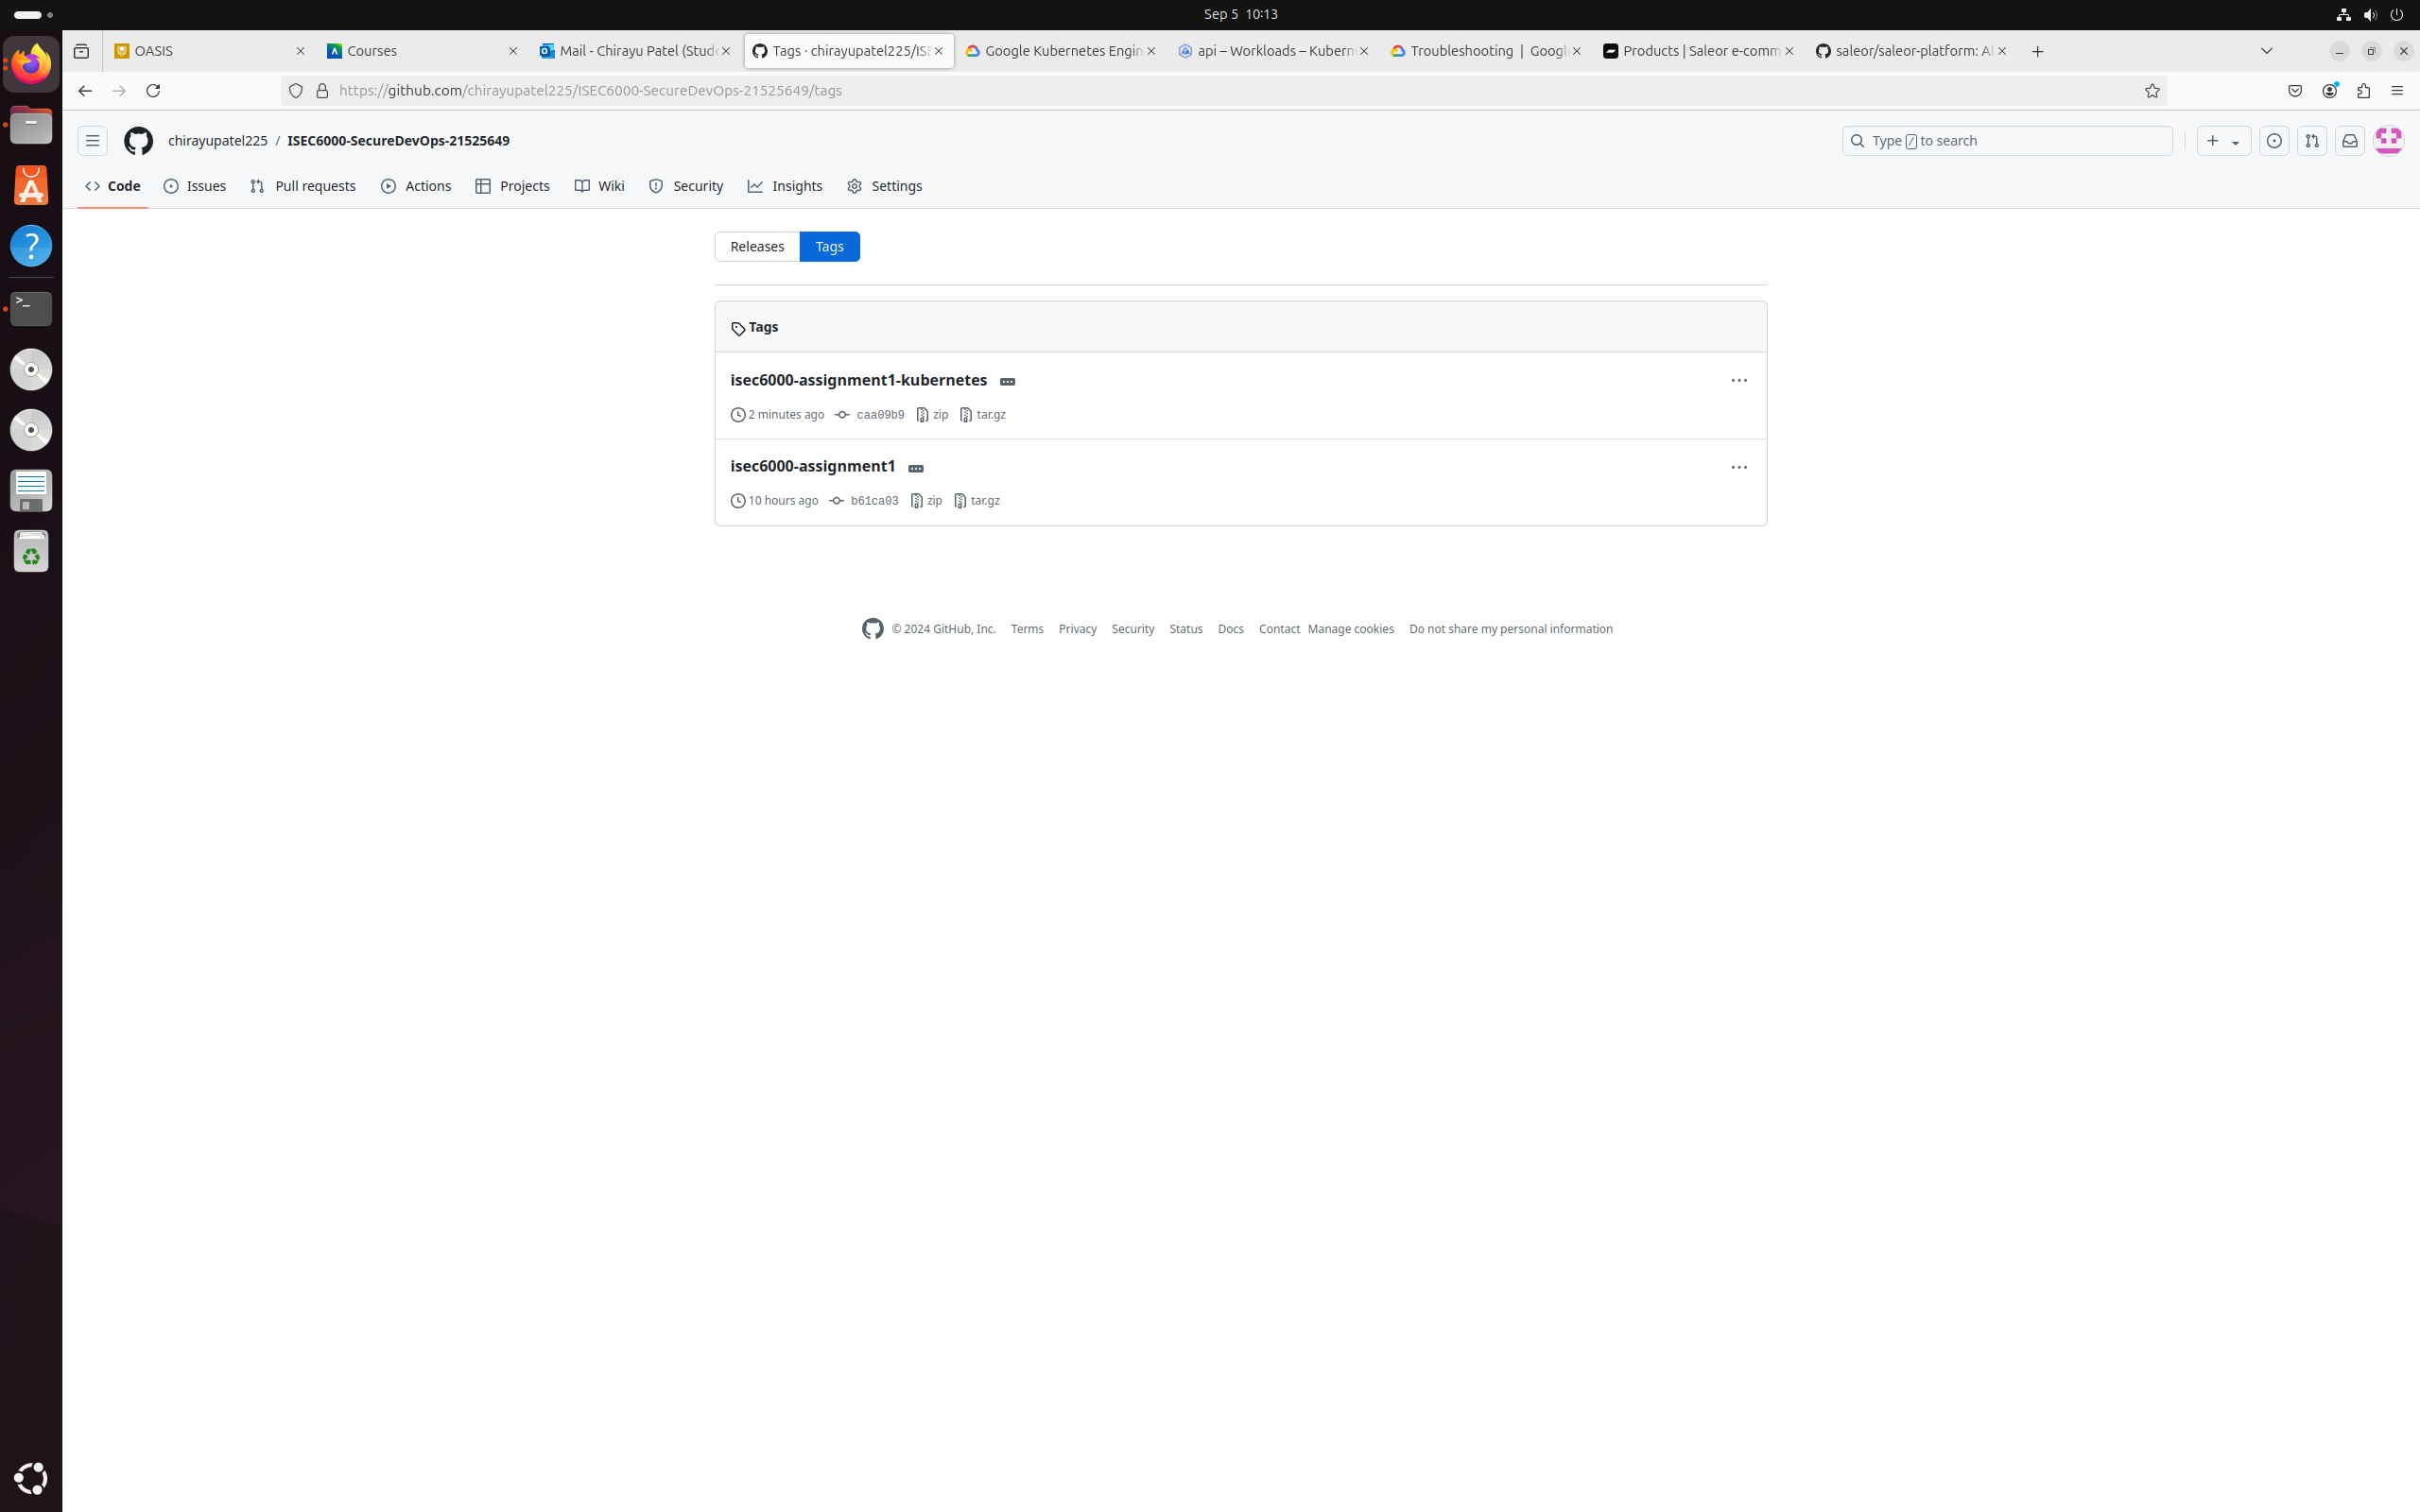 Sep 5 10:13
OASIS
Courses
Mail - Chirayu Patel (Stude
Tags · chirayupatel225/ISE
Google Kubernetes Engin
api – Workloads – Kubern
Troubleshooting | Googl
Products | Saleor e-comm
saleor/saleor-platform: Al
https://github.com/chirayupatel225/ISEC6000-SecureDevOps-21525649/tags
chirayupatel225 / ISEC6000-SecureDevOps-21525649
Type / to search
Code
Issues
Pull requests
Actions
Projects
Wiki
Security
Insights
Settings
Releases
Tags
Tags
isec6000-assignment1-kubernetes
2 minutes ago caa09b9 zip tar.gz
isec6000-assignment1
10 hours ago b61ca03 zip tar.gz
© 2024 GitHub, Inc. Terms Privacy Security Status Docs Contact Manage cookies Do not share my personal information